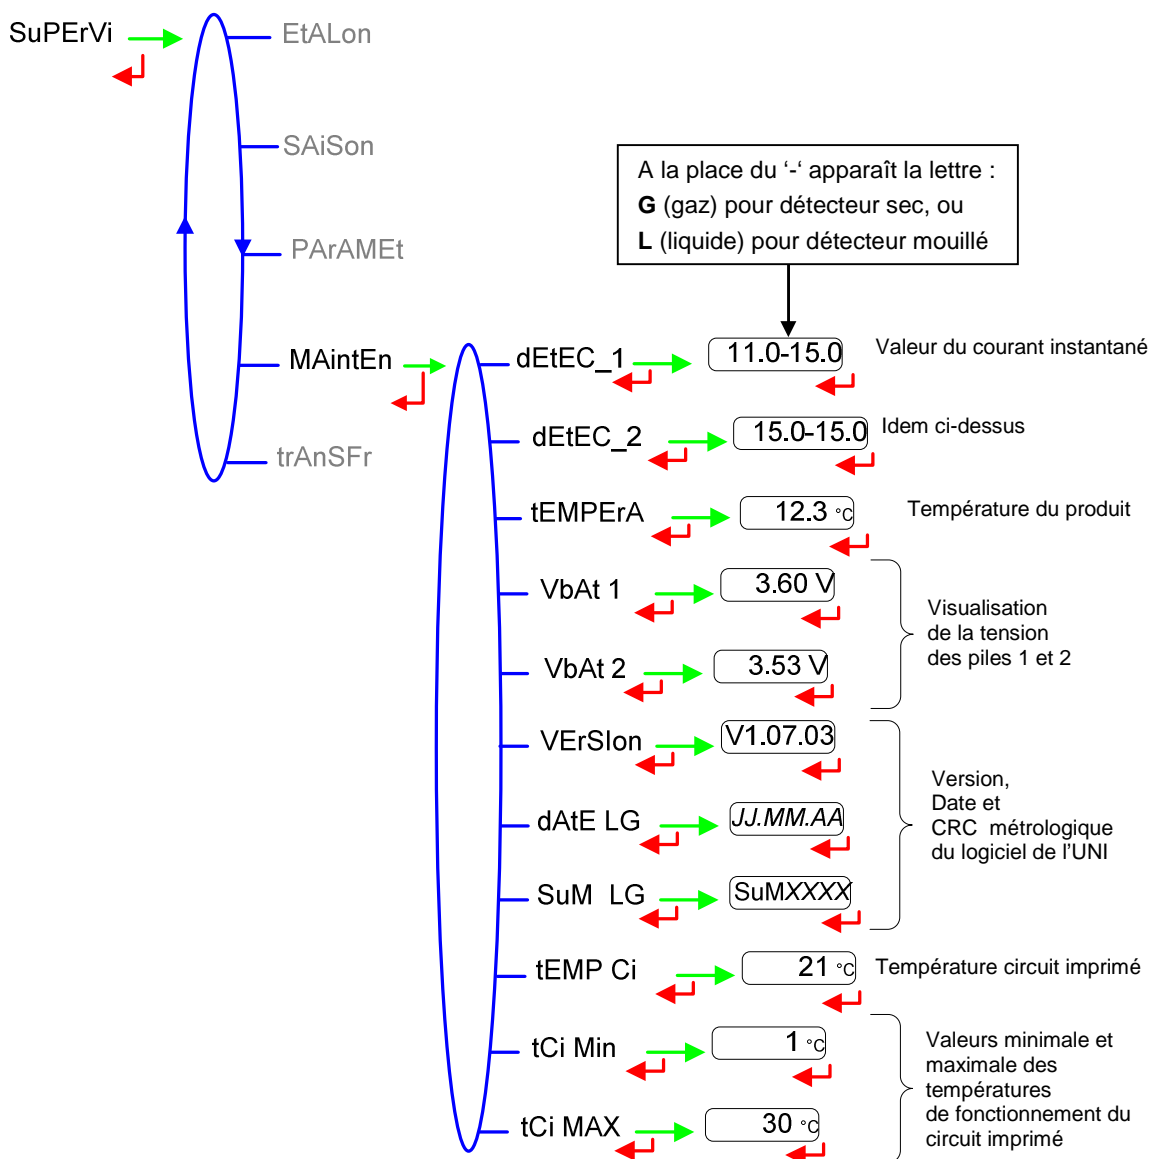 SuPErVi
EtALon
SAiSon
PArAMEt
MAintEn
trAnSFr
A la place du ‘-‘ apparaît la lettre :
G (gaz) pour détecteur sec, ou
L (liquide) pour détecteur mouillé
dEtEC_1
11.0-15.0
Valeur du courant instantané
dEtEC_2
15.0-15.0
Idem ci-dessus
tEMPErA
12.3 °C
Température du produit
VbAt 1
3.60 V
VbAt 2
3.53 V
Visualisation
de la tension
des piles 1 et 2
VErSIon
V1.07.03
dAtE LG
JJ.MM.AA
SuM LG
SuMXXXX
Version,
Date et
CRC métrologique
du logiciel de l’UNI
tEMP Ci
21 °C
Température circuit imprimé
tCi Min
1 °C
tCi MAX
30 °C
Valeurs minimale et
maximale des
températures
de fonctionnement du
circuit imprimé